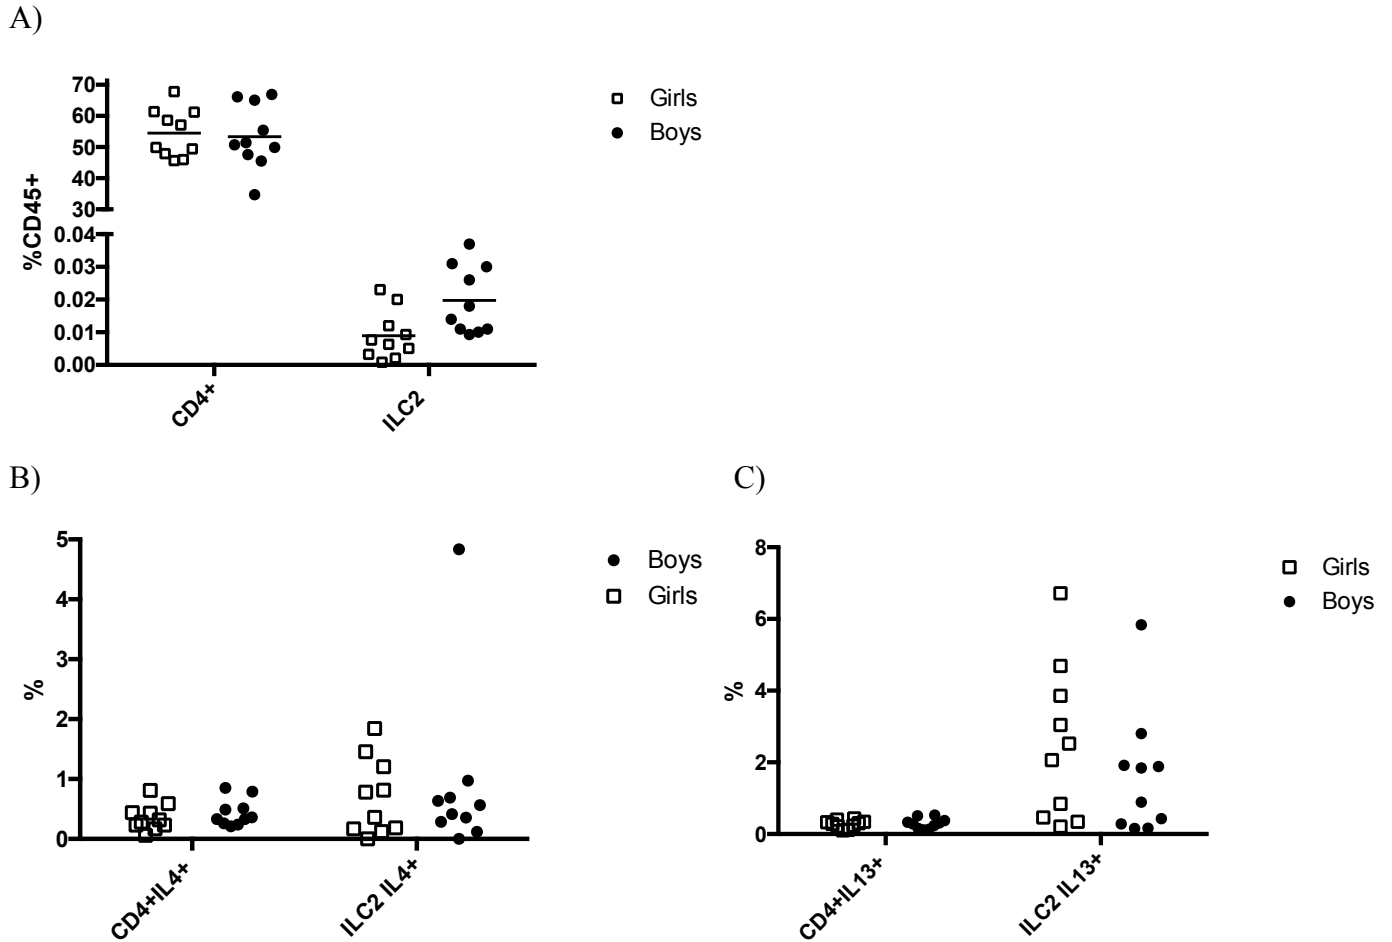 A)
%CD45+
70
60
50
40
30
0.04
0.03
0.02
0.01
0.00
CD4+
ILC2
Girls
Boys
B)
%
5
4
3
2
1
0
CD4+IL4+
ILC2 IL4+
Boys
Girls
C)
%
8
6
4
2
0
CD4+IL13+
ILC2 IL13+
Girls
Boys